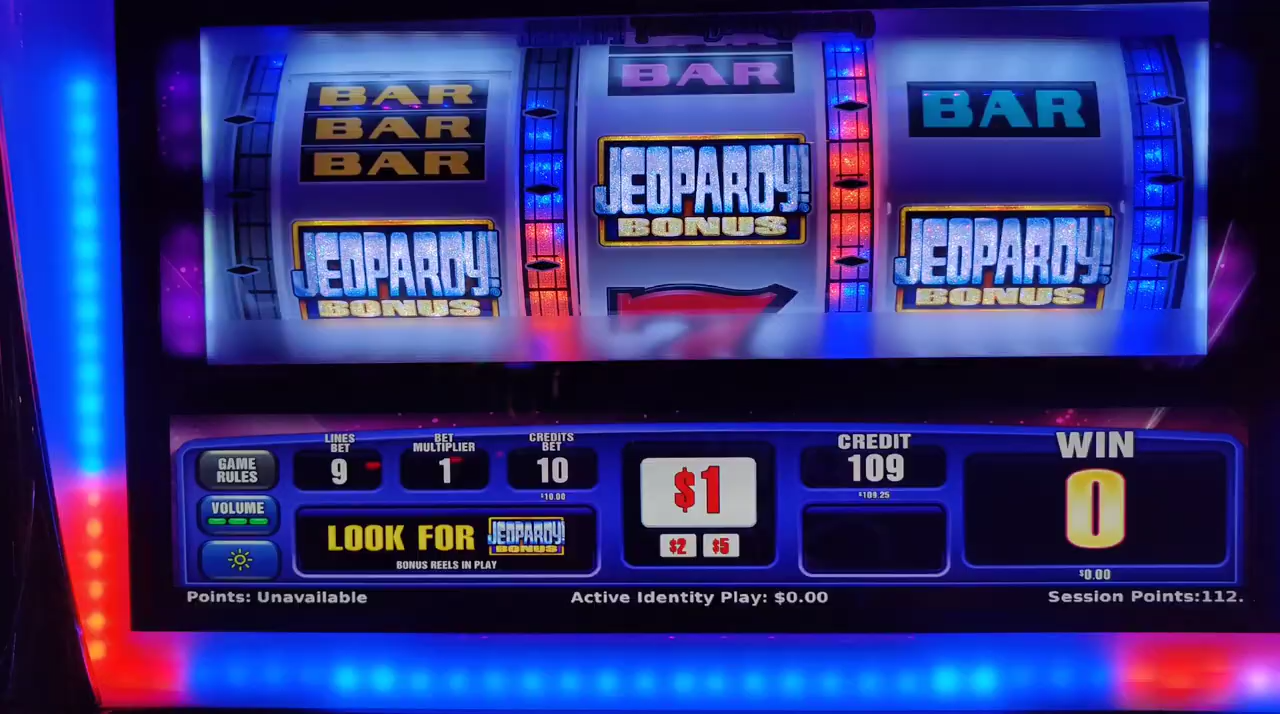 BAR
BAR
BAR
BAR
BAR
JEOPARDY!
BONUS
JEOPARDY!
BONUS
JEOPARDY!
BONUS
GAME
RULES
VOLUME
LINES
BET
9
BET
MULTIPLIER
1
CREDITS
BET
10
$10.00
LOOK FOR JEOPARDY! BONUS
BONUS REELS IN PLAY
$1
$2 $5
CREDIT
109
$109.25
WIN
0
$0.00
Points: Unavailable
Active Identity Play: $0.00
Session Points:112.